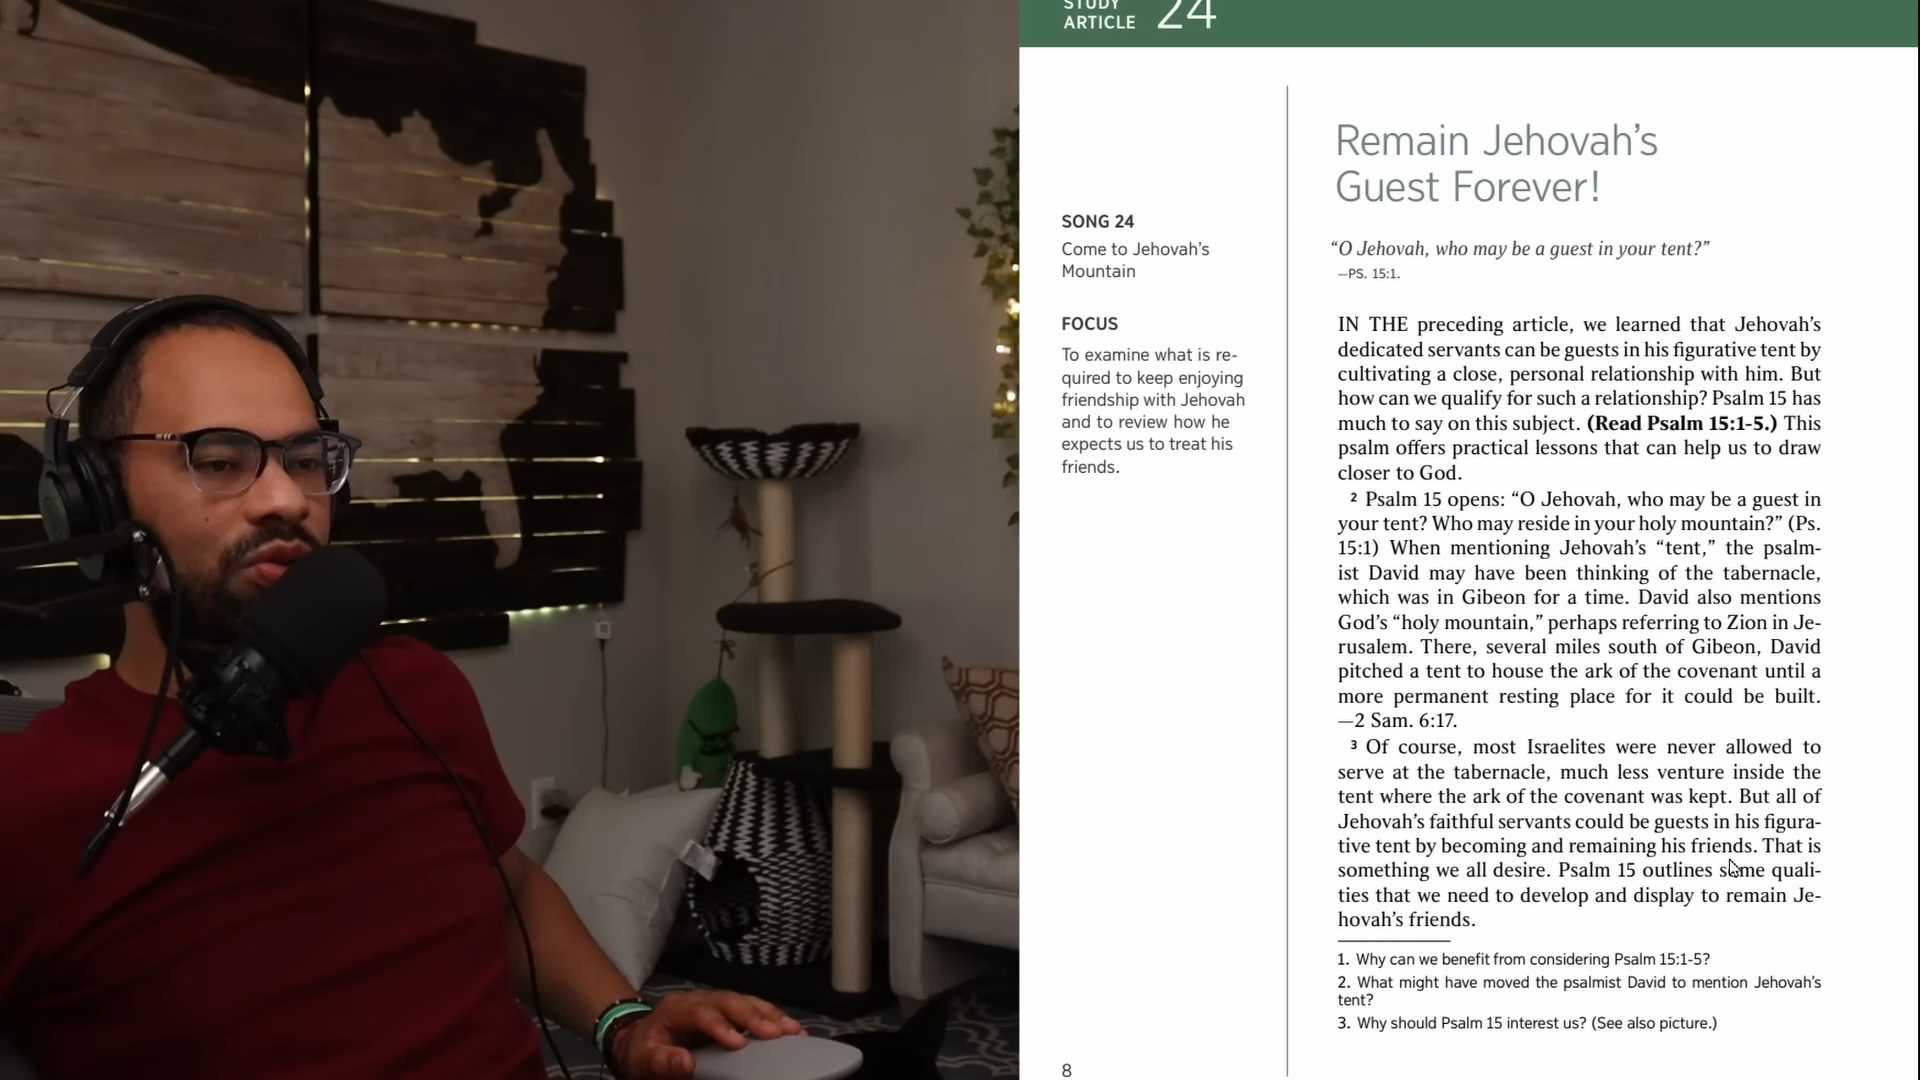 STUDY
ARTICLE 24
Remain Jehovah’s
Guest Forever!
“O Jehovah, who may be a guest in your tent?”
—PS. 15:1.
SONG 24
Come to Jehovah’s
Mountain
FOCUS
To examine what is re-
quired to keep enjoying
friendship with Jehovah
and to review how he
expects us to treat his
friends.
IN THE preceding article, we learned that Jehovah’s
dedicated servants can be guests in his figurative tent by
cultivating a close, personal relationship with him. But
how can we qualify for such a relationship? Psalm 15 has
much to say on this subject. (Read Psalm 15:1-5.) This
psalm offers practical lessons that can help us to draw
closer to God.
2 Psalm 15 opens: “O Jehovah, who may be a guest in
your tent? Who may reside in your holy mountain?” (Ps.
15:1) When mentioning Jehovah’s “tent,” the psalm-
ist David may have been thinking of the tabernacle,
which was in Gibeon for a time. David also mentions
God’s “holy mountain,” perhaps referring to Zion in Je-
rusalem. There, several miles south of Gibeon, David
pitched a tent to house the ark of the covenant until a
more permanent resting place for it could be built.
—2 Sam. 6:17.
3 Of course, most Israelites were never allowed to
serve at the tabernacle, much less venture inside the
tent where the ark of the covenant was kept. But all of
Jehovah’s faithful servants could be guests in his figura-
tive tent by becoming and remaining his friends. That is
something we all desire. Psalm 15 outlines some quali-
ties that we need to develop and display to remain Je-
hovah’s friends.
1. Why can we benefit from considering Psalm 15:1-5?
2. What might have moved the psalmist David to mention Jehovah’s
tent?
3. Why should Psalm 15 interest us? (See also picture.)
8